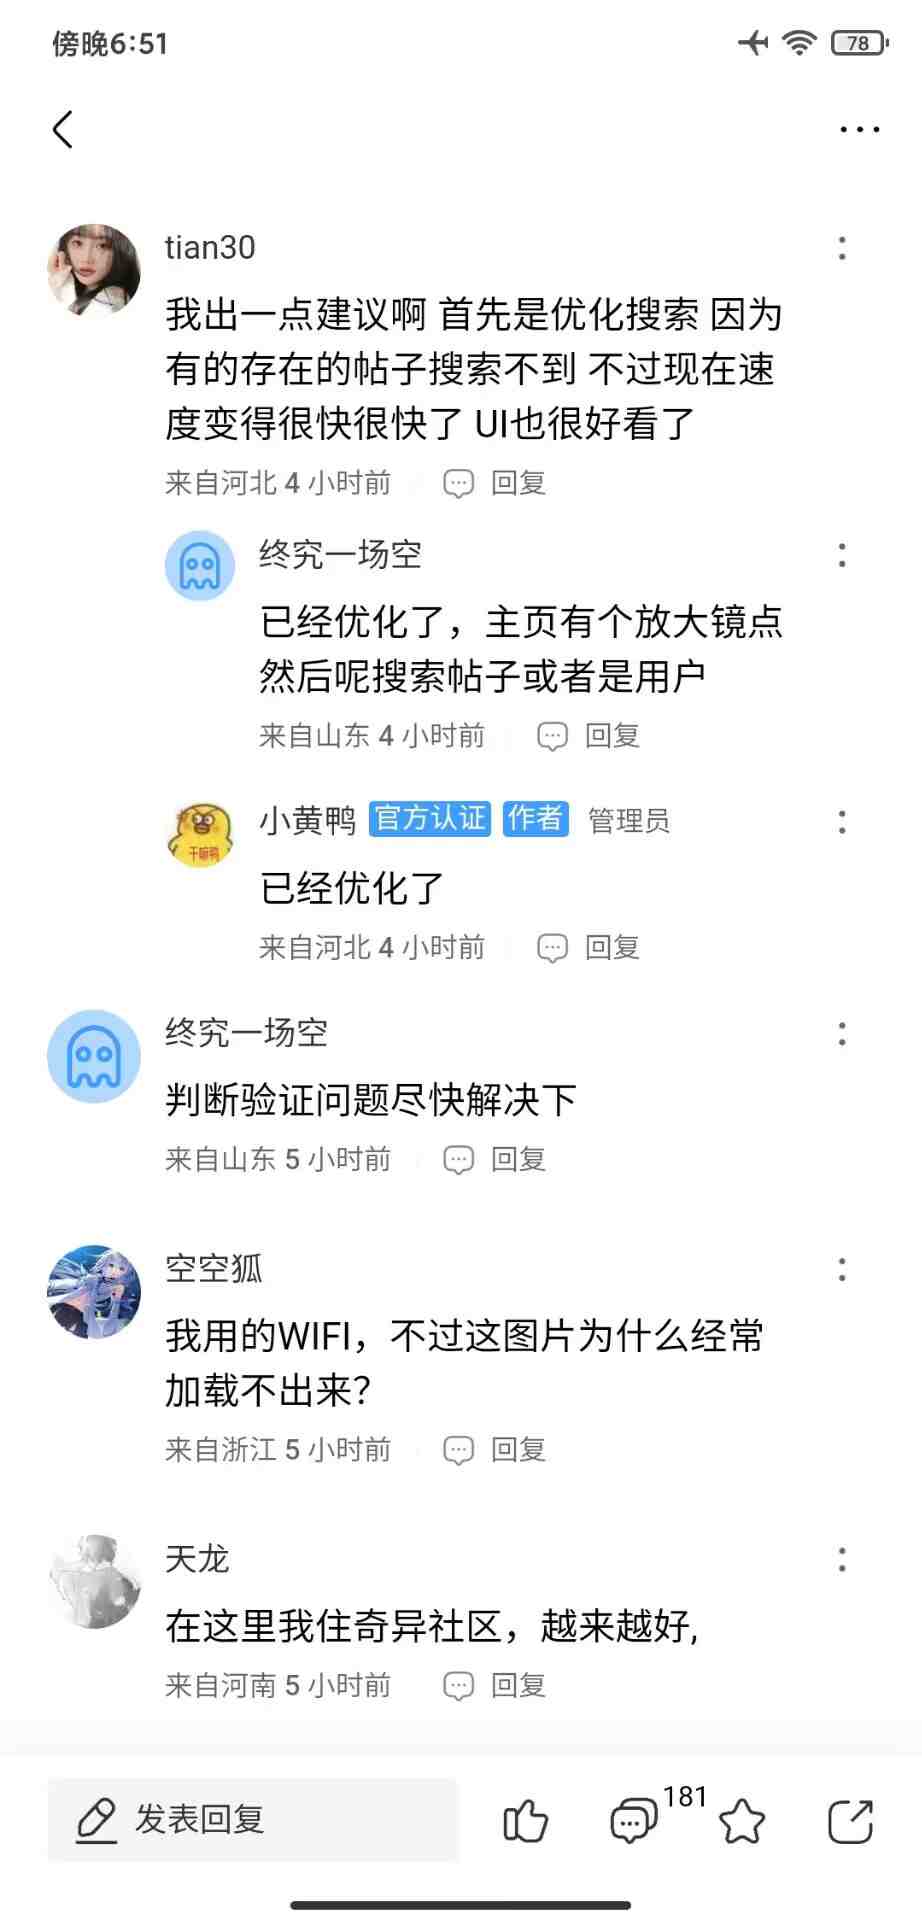 傍晚6:51
78
tian30
我出一点建议啊 首先是优化搜索 因为
有的存在的帖子搜索不到 不过现在速
度变得很快很快了 UI也很好看了
来自河北 4 小时前 回复
终究一场空
已经优化了，主页有个放大镜点
然后呢搜索帖子或者是用户
来自山东 4 小时前 回复
小黄鸭 官方认证 作者 管理员
干嘛鸭
已经优化了
来自河北 4 小时前 回复
终究一场空
判断验证问题尽快解决下
来自山东 5 小时前 回复
空空狐
我用的WIFI，不过这图片为什么经常
加载不出来？
来自浙江 5 小时前 回复
天龙
在这里我住奇异社区，越来越好,
来自河南 5 小时前 回复
发表回复
181